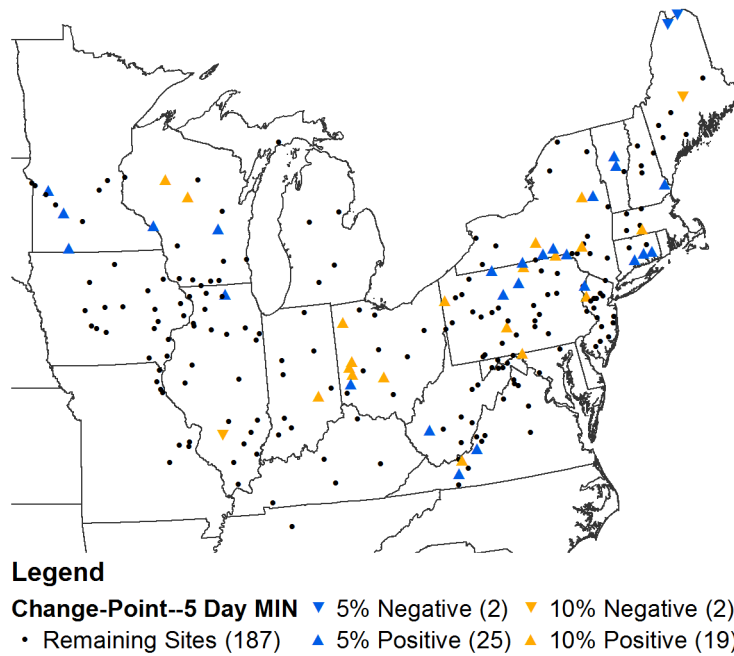 Legend
Change-Point--5 Day MIN ▼ 5% Negative (2) ▼ 10% Negative (2)
• Remaining Sites (187) ▲ 5% Positive (25) ▲ 10% Positive (19)